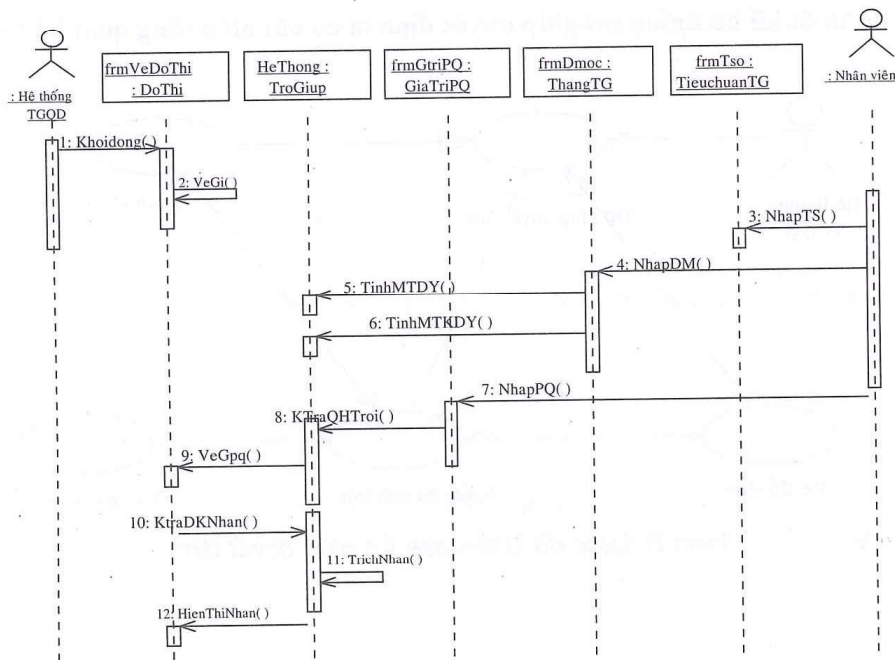 frmVeDoThi :
: DoThi
HeThong :
TroGiup
frmGtriPQ :
GiaTriPQ
frmDmoc :
ThangTG
frmTso :
TieuchuanTG
: Hệ thống
TGQD
: Nhân viên
1: Khoidong( )
2: VeGi( )
3: NhapTS( )
4: NhapDM( )
5: TinhMTDY( )
6: TinhMTKDY( )
7: NhapPQ( )
8: KTraQHTroi( )
9: VeGpq( )
10: KtraDKNhan( )
11: TrichNhan( )
12: HienThiNhan( )